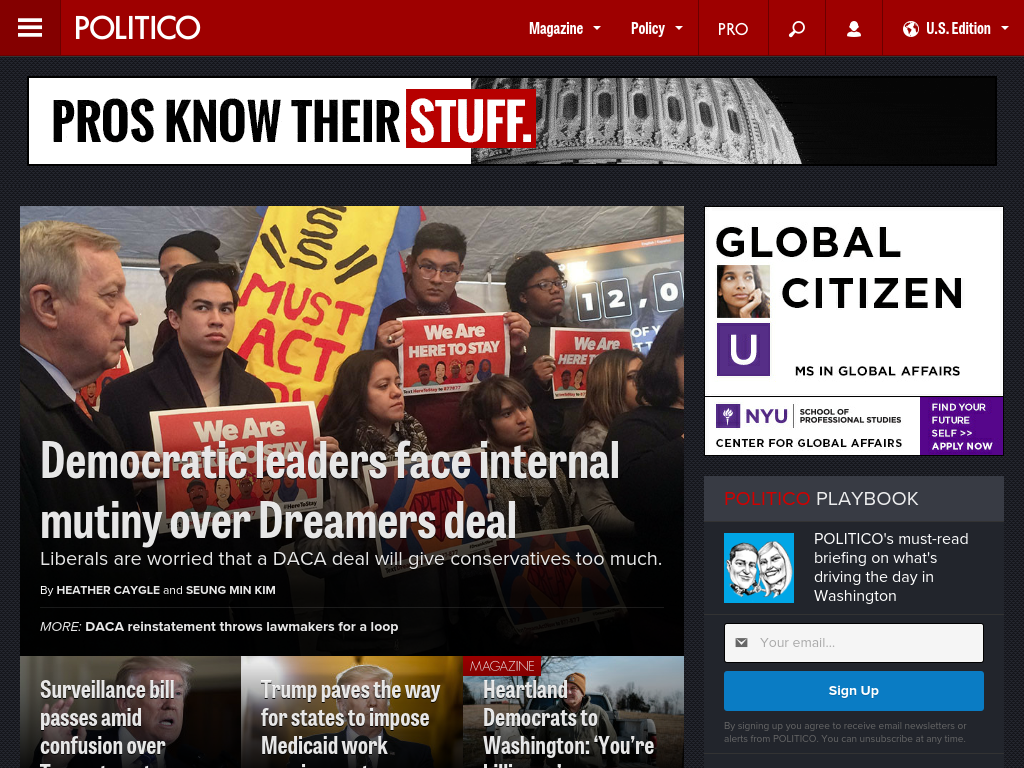 POLITICO
Magazine
Policy
PRO
U.S. Edition
PROS KNOW THEIR STUFF.
MUST
ACT
We Are
HERE TO STAY
We Are
HERE TO
12,0
We Are
Democratic leaders face internal
mutiny over Dreamers deal
Liberals are worried that a DACA deal will give conservatives too much.
By HEATHER CAYGLE and SEUNG MIN KIM
MORE: DACA reinstatement throws lawmakers for a loop
Surveillance bill
passes amid
confusion over
Trump paves the way
for states to impose
Medicaid work
MAGAZINE
Heartland
Democrats to
Washington: ‘You’re
GLOBAL
CITIZEN
U
MS IN GLOBAL AFFAIRS
NYU
SCHOOL OF
PROFESSIONAL STUDIES
CENTER FOR GLOBAL AFFAIRS
FIND YOUR
FUTURE
SELF >>
APPLY NOW
POLITICO PLAYBOOK
POLITICO's must-read
briefing on what's
driving the day in
Washington
Your email...
Sign Up
By signing up you agree to receive email newsletters or
alerts from POLITICO. You can unsubscribe at any time.